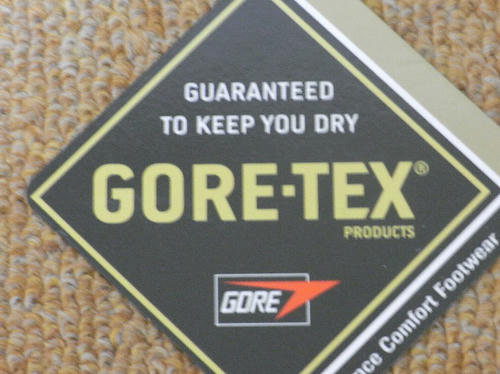 GUARANTEED
TO KEEP YOU DRY
GORE-TEX®
PRODUCTS
GORE
Comfort Footwear